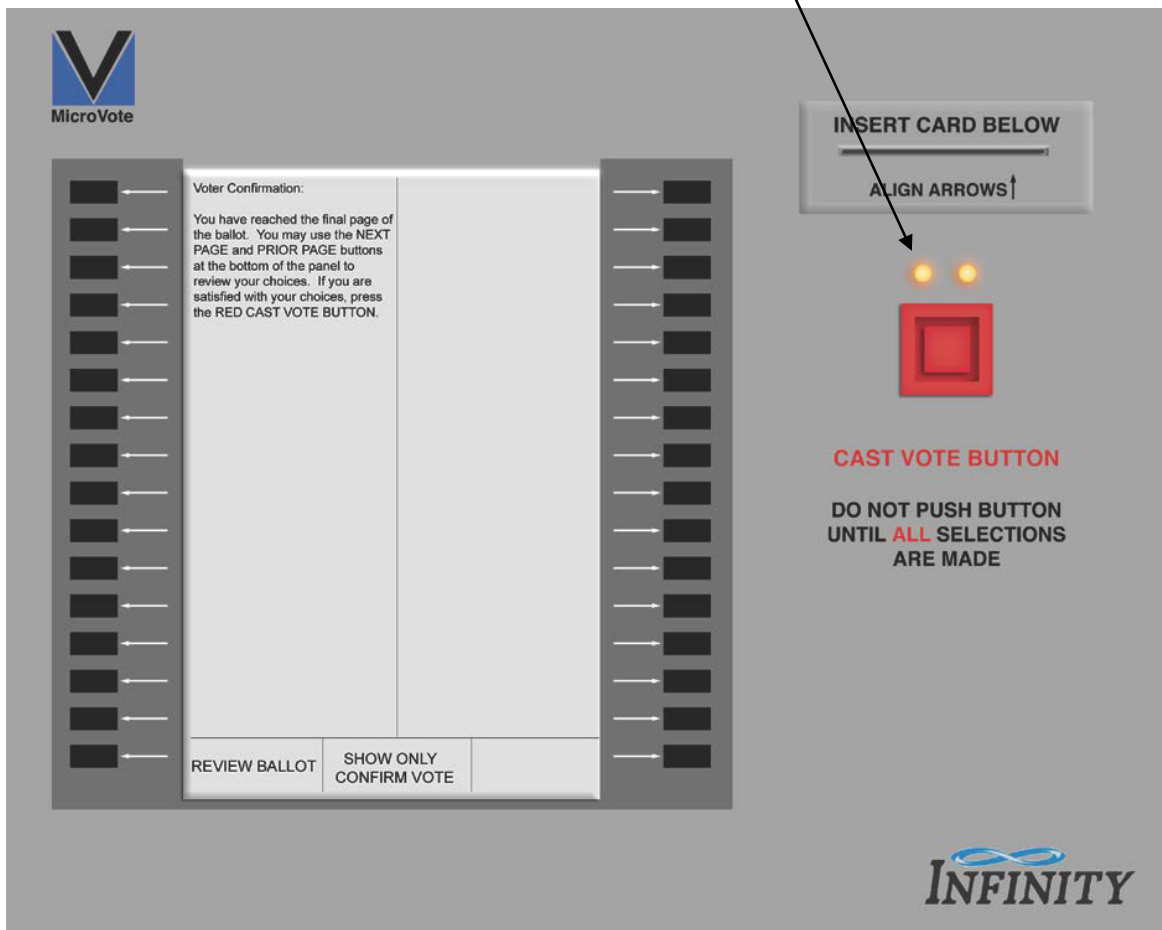 MicroVote
INSERT CARD BELOW
ALIGN ARROWS
Voter Confirmation:
You have reached the final page of
the ballot. You may use the NEXT
PAGE and PRIOR PAGE buttons
at the bottom of the panel to
review your choices. If you are
satisfied with your choices, press
the RED CAST VOTE BUTTON.
CAST VOTE BUTTON
DO NOT PUSH BUTTON
UNTIL ALL SELECTIONS
ARE MADE
REVIEW BALLOT
SHOW ONLY
CONFIRM VOTE
INFINITY